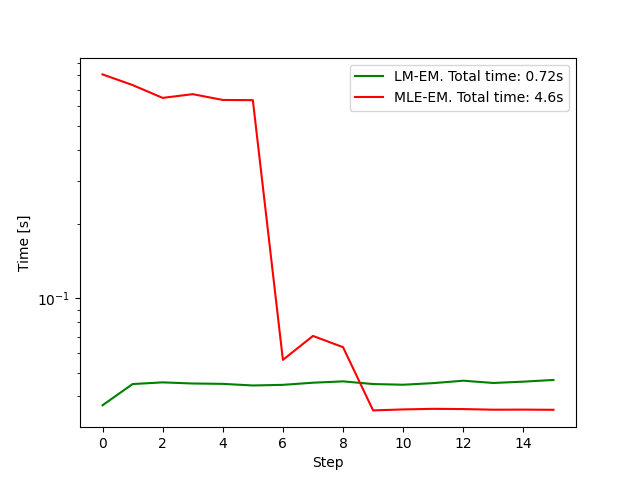 LM-EM. Total time: 0.72s
MLE-EM. Total time: 4.6s
Time [s]
10⁻¹
0 2 4 6 8 10 12 14
Step